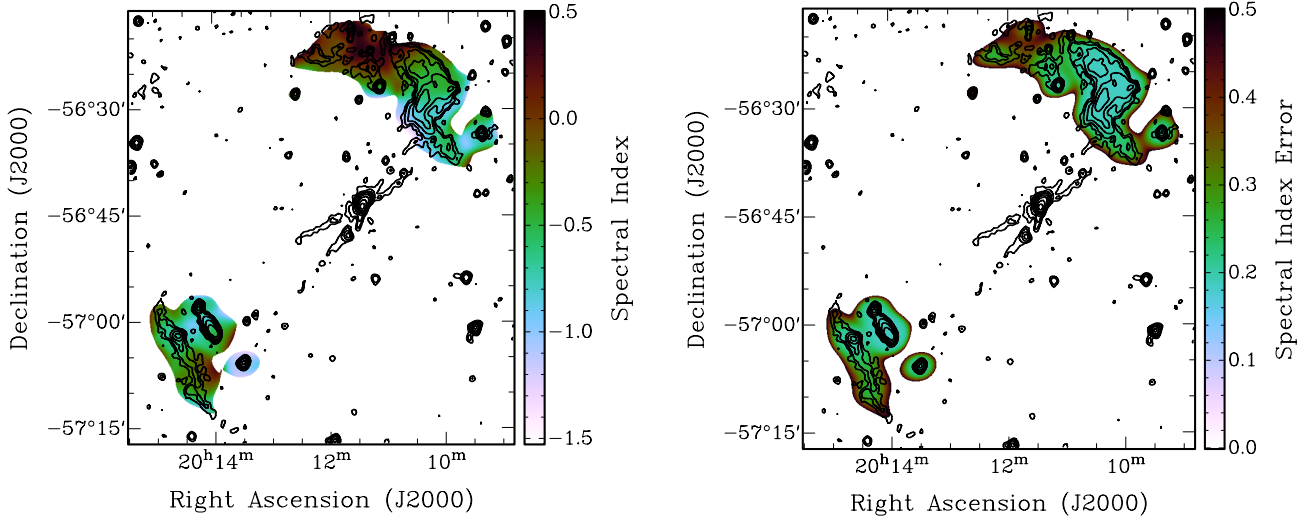 0.5
0.0
−0.5
−1.0
−1.5
Spectral Index
−56°30′
−56°45′
−57°00′
−57°15′
Declination (J2000)
20ʰ14ᵐ 12ᵐ 10ᵐ
Right Ascension (J2000)
0.5
0.4
0.3
0.2
0.1
0.0
Spectral Index Error
−56°30′
−56°45′
−57°00′
−57°15′
Declination (J2000)
20ʰ14ᵐ 12ᵐ 10ᵐ
Right Ascension (J2000)